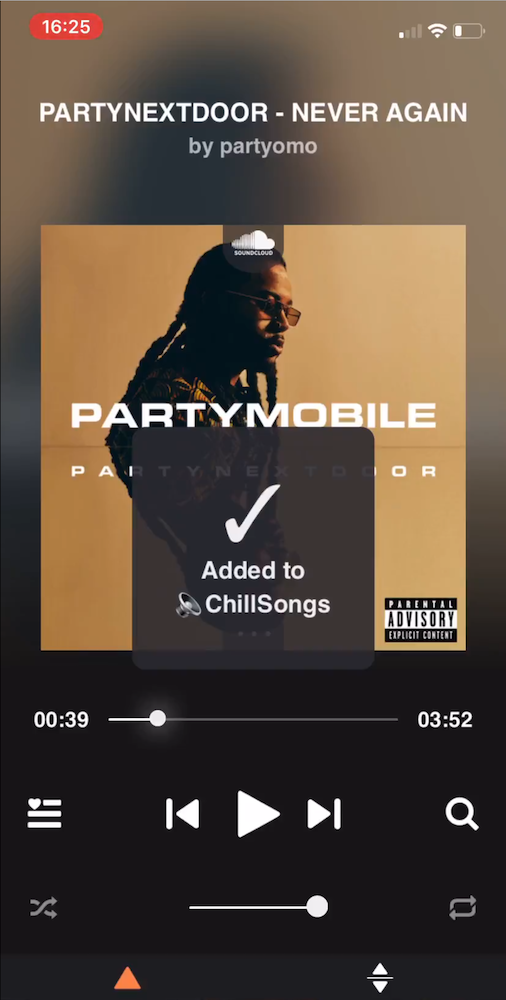 16:25
PARTYNEXTDOOR - NEVER AGAIN
by partyomo
SOUNDCLOUD
PARTYMOBILE
PARTYNEXTDOOR
✓
Added to
🔈ChillSongs
PARENTAL
ADVISORY
EXPLICIT CONTENT
00:39
03:52